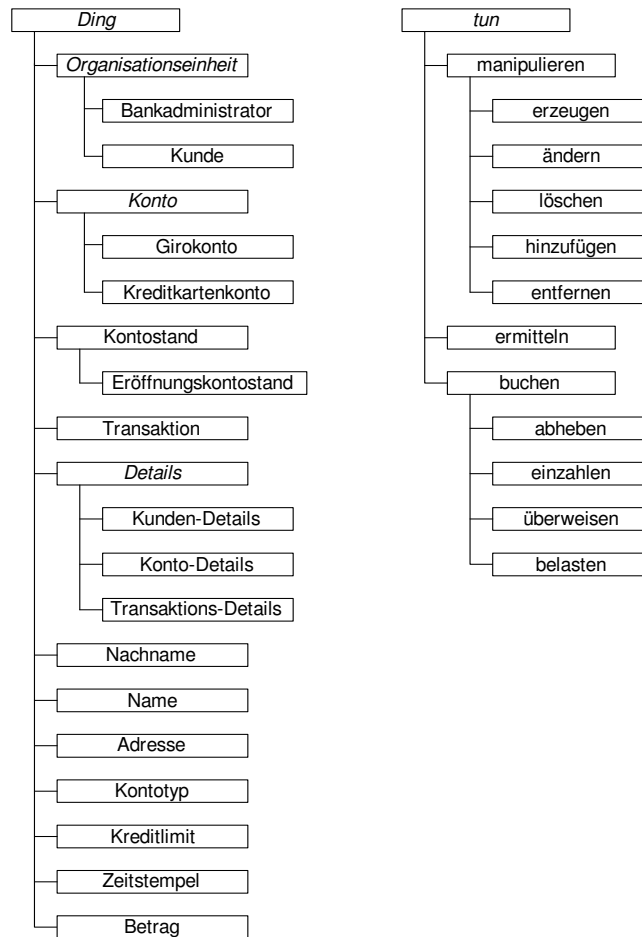 Ding
Organisationseinheit
Bankadministrator
Kunde
Konto
Girokonto
Kreditkartenkonto
Kontostand
Eröffnungskontostand
Transaktion
Details
Kunden-Details
Konto-Details
Transaktions-Details
Nachname
Name
Adresse
Kontotyp
Kreditlimit
Zeitstempel
Betrag
tun
manipulieren
erzeugen
ändern
löschen
hinzufügen
entfernen
ermitteln
buchen
abheben
einzahlen
überweisen
belasten